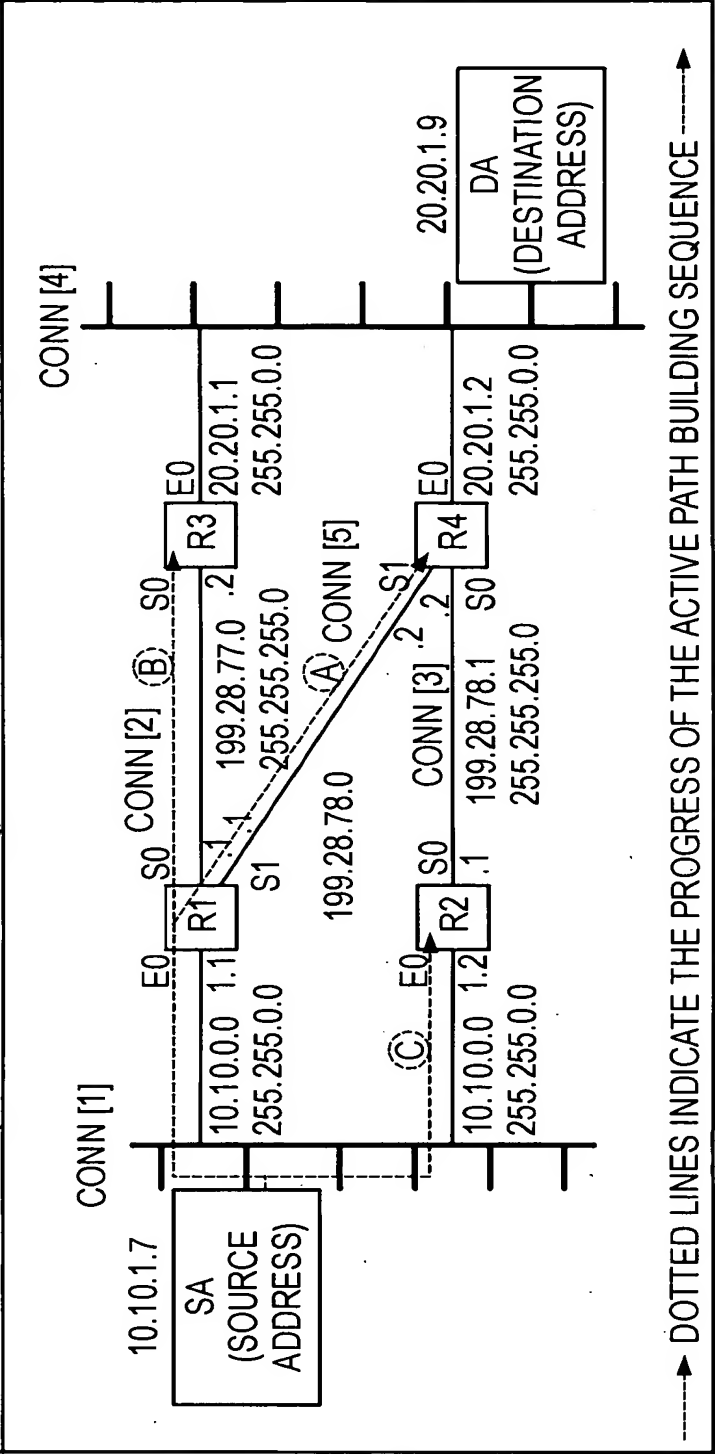 CONN [1]
10.10.1.7
SA
(SOURCE
ADDRESS)
E0
R1
S0
10.10.0.0
1.1
255.255.0.0
S1
.1
.1
CONN [2]
B
199.28.77.0
255.255.255.0
S0
R3
E0
.2
20.20.1.1
255.255.0.0
CONN [4]
A
CONN [5]
199.28.78.0
C
E0
R2
S0
10.10.0.0
1.2
255.255.0.0
.1
CONN [3]
199.28.78.1
255.255.255.0
.2
S1
.2
R4
E0
S0
20.20.1.2
255.255.0.0
20.20.1.9
DA
(DESTINATION
ADDRESS)
DOTTED LINES INDICATE THE PROGRESS OF THE ACTIVE PATH BUILDING SEQUENCE